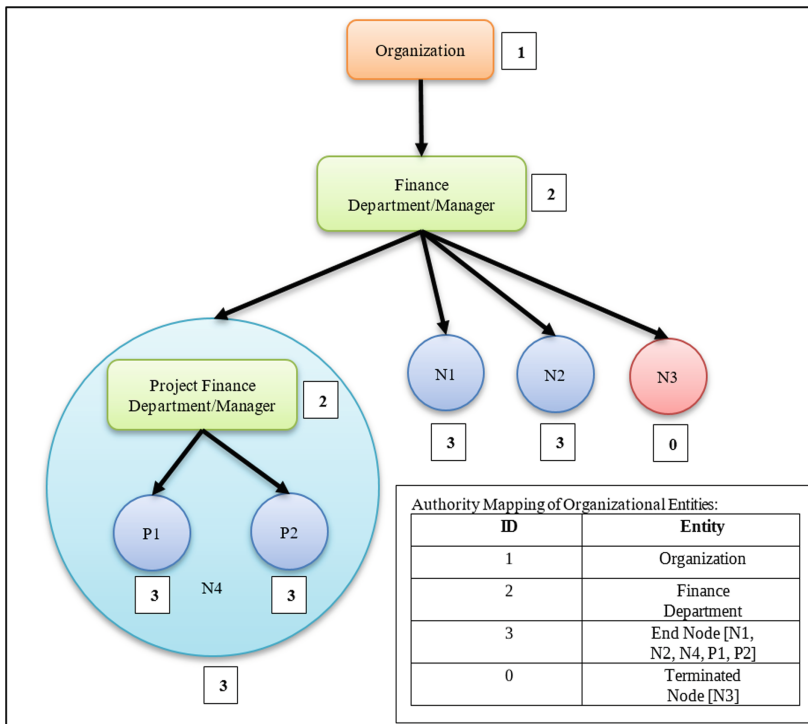 Organization
1
Finance
Department/Manager
2
Project Finance
Department/Manager
2
N1
N2
N3
3
3
0
P1
P2
3
N4
3
3
Authority Mapping of Organizational Entities:
ID Entity
1 Organization
2 Finance
Department
3 End Node [N1,
N2, N4, P1, P2]
0 Terminated
Node [N3]